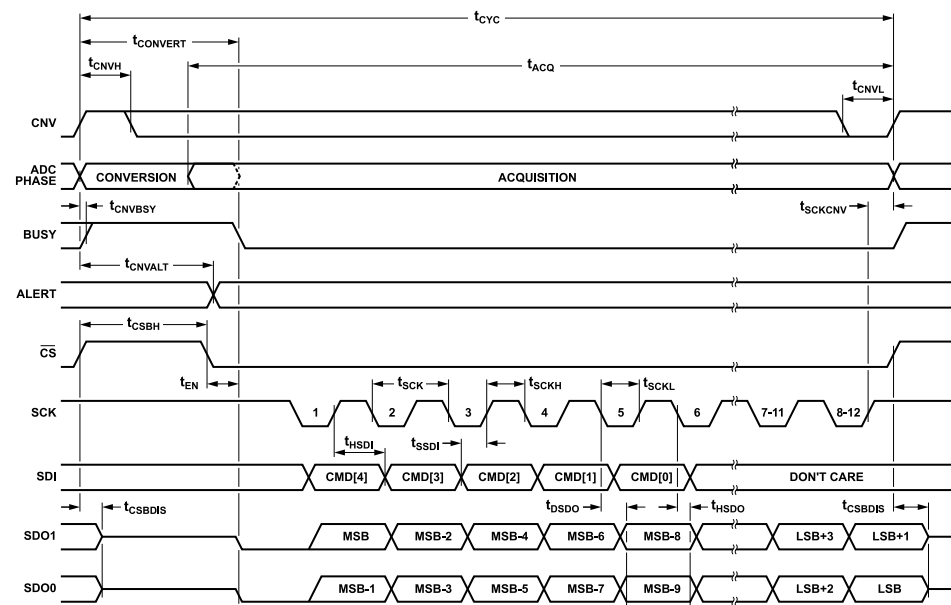 tCYC
tCONVERT
tCNVH
tACQ
tCNVL
CNV
ADC
PHASE
CONVERSION
ACQUISITION
tCNVBSY
tSCKCNV
BUSY
tCNVALT
ALERT
tCSBH
CS
tEN
tSCK
tSCKH
tSCKL
SCK
1 2 3 4 5 6 7-11 8-12
tHSDI
tSSDI
SDI
CMD[4] CMD[3] CMD[2] CMD[1] CMD[0] DON'T CARE
tCSBDIS
tDSDO
tHSDO
tCSBDIS
SDO1
MSB MSB-2 MSB-4 MSB-6 MSB-8 LSB+3 LSB+1
SDO0
MSB-1 MSB-3 MSB-5 MSB-7 MSB-9 LSB+2 LSB